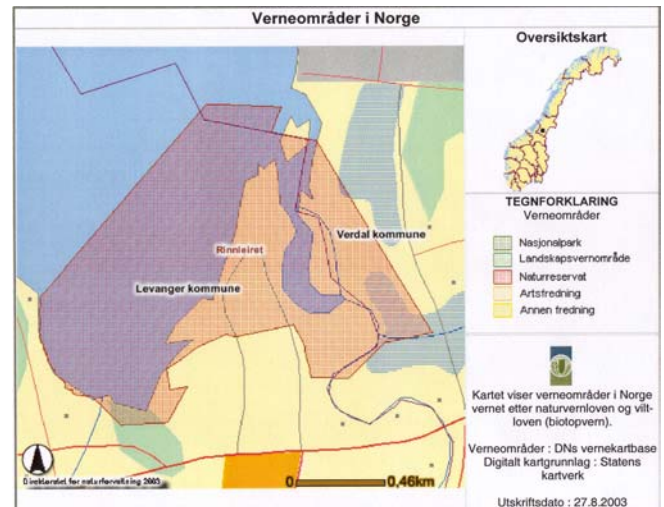 Verneområder i Norge
Oversiktskart
Rinnleiret
Verdal kommune
Levanger kommune
Direktoratet for naturforvaltning 2003
0 0,46km
TEGNFORKLARING
Verneområder
Nasjonalpark
Landskapsvernområde
Naturreservat
Artsfredning
Annen fredning
Kartet viser verneområder i Norge
vernet etter naturvernloven og vilt-
loven (biotopvern).
Verneområder : DNs vernekartbase
Digitalt kartgrunnlag : Statens
kartverk
Utskriftsdato : 27.8.2003